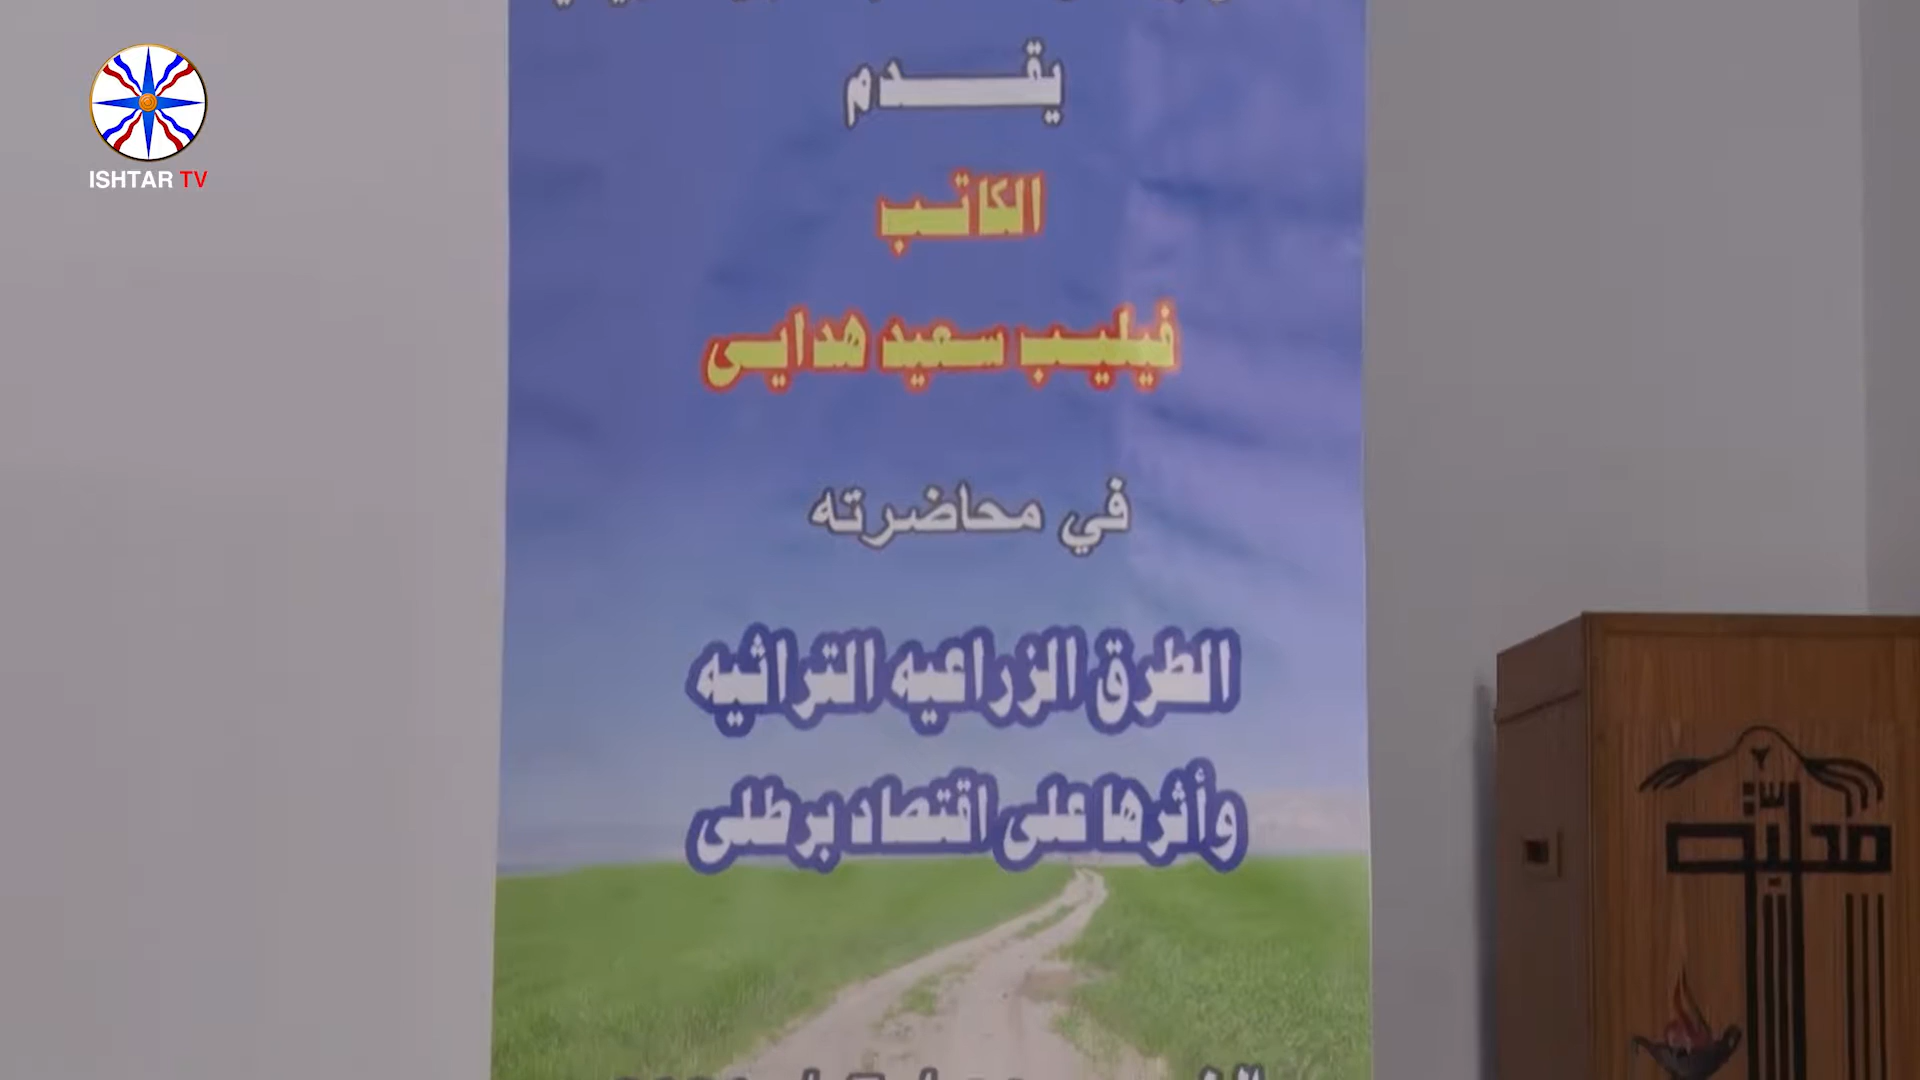 ISHTAR TV
يقدم
الكاتب
فيليب سعيد هدايى
في محاضرته
الطرق الزراعيه التراثيه
وأثرها على اقتصاد برطلى